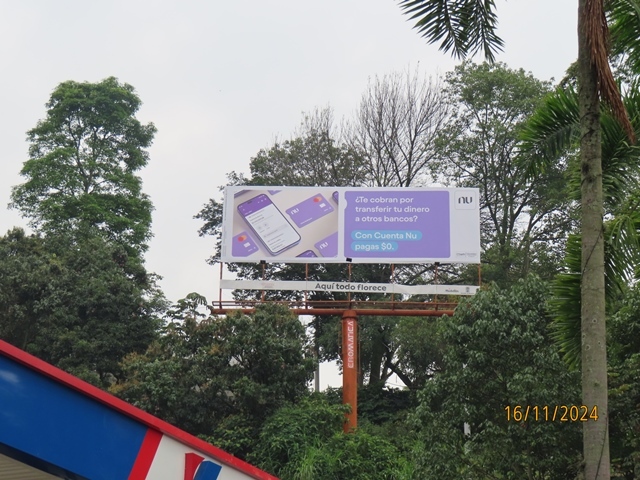 ¿Te cobran por
transferir tu dinero
a otros bancos?
Con Cuenta Nu
pagas $0.
nu
Aquí todo florece
16/11/2024